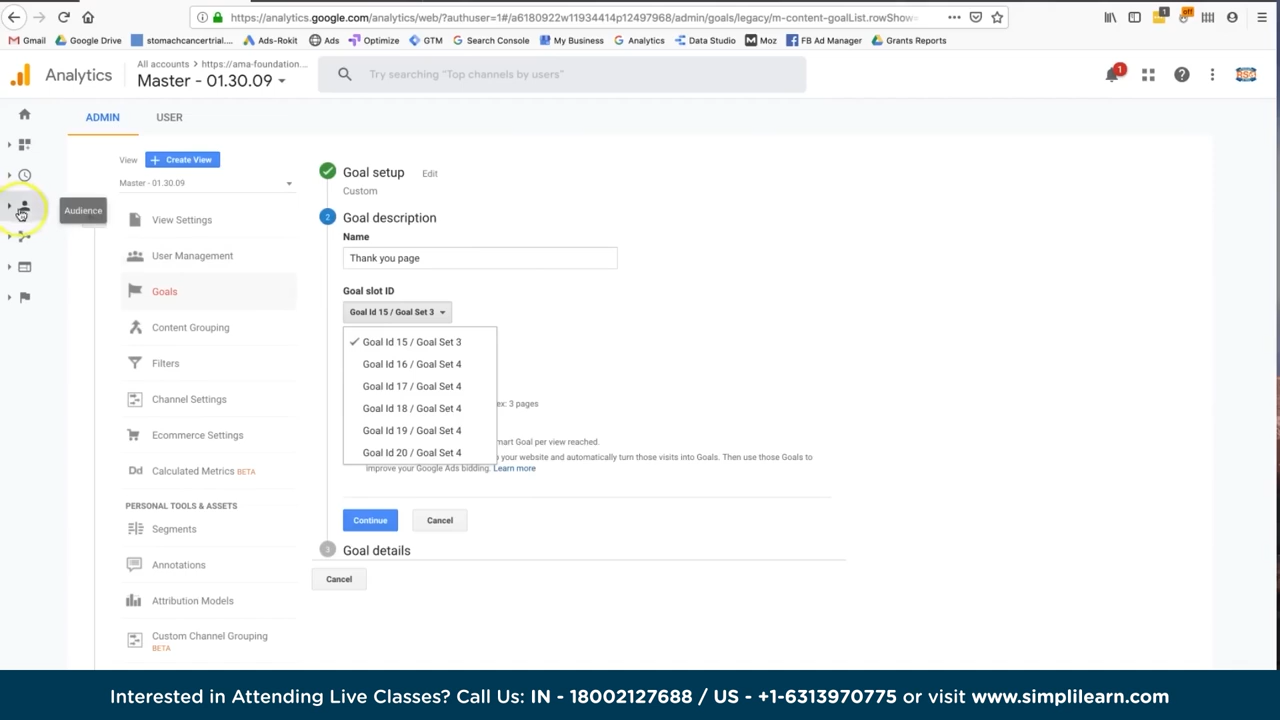 https://analytics.google.com/analytics/web/?authuser=1#/a6180922w11934414p12497968/admin/goals/legacy/m-content-goalList.rowShow=
1
off
Gmail
Google Drive
stomachcancertrial....
Ads-Rokit
Ads
Optimize
GTM
Search Console
My Business
Analytics
Data Studio
Moz
FB Ad Manager
Grants Reports
Analytics
All accounts > https://ama-foundation...
Master - 01.30.09
Try searching "Top channels by users"
1
ADMIN
USER
View
Create View
Master - 01.30.09
Audience
View Settings
User Management
Goals
Content Grouping
Filters
Channel Settings
Ecommerce Settings
Dd Calculated Metrics BETA
PERSONAL TOOLS & ASSETS
Segments
Annotations
Attribution Models
Custom Channel Grouping
BETA
Goal setup
Edit
Custom
2
Goal description
Name
Thank you page
Goal slot ID
Goal Id 15 / Goal Set 3
Goal Id 15 / Goal Set 3
Goal Id 16 / Goal Set 4
Goal Id 17 / Goal Set 4
Goal Id 18 / Goal Set 4
Goal Id 19 / Goal Set 4
Goal Id 20 / Goal Set 4
ex: 3 pages
mart Goal per view reached.
your website and automatically turn those visits into Goals. Then use those Goals to
improve your Google Ads bidding. Learn more
Continue
Cancel
3
Goal details
Cancel
Interested in Attending Live Classes? Call Us: IN - 18002127688 / US - +1-6313970775 or visit www.simplilearn.com